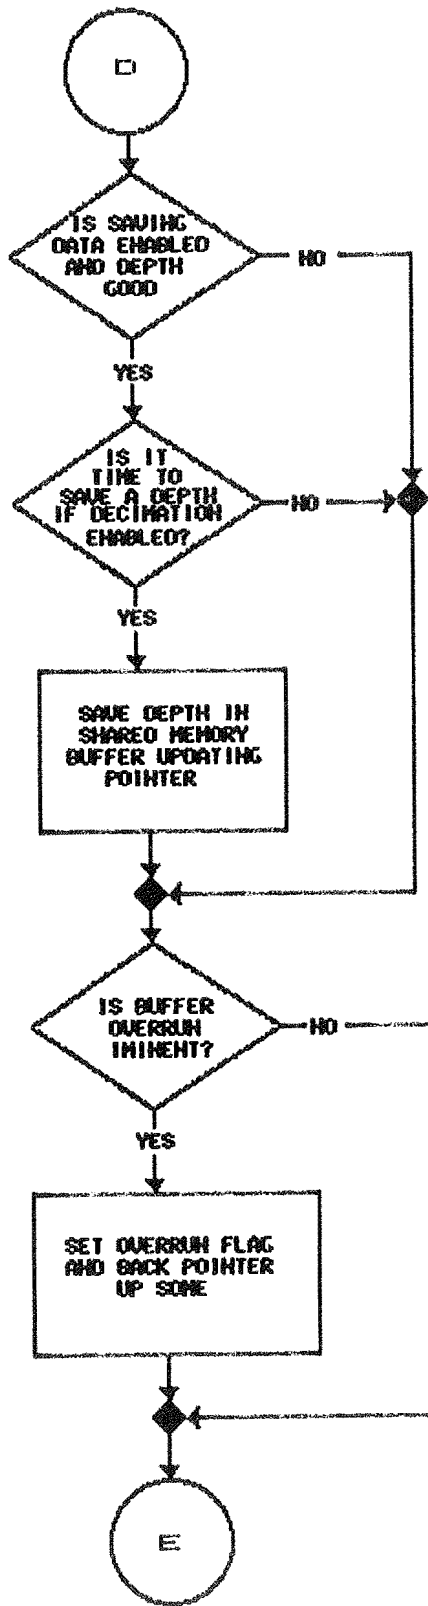 D
IS SAVING
DATA ENABLED
AND DEPTH
GOOD
NO
YES
IS IT
TIME TO
SAVE A DEPTH
IF DECIMATION
ENABLED?
NO
YES
SAVE DEPTH IN
SHARED MEMORY
BUFFER UPDATING
POINTER
IS BUFFER
OVERRUN
IMINENT?
NO
YES
SET OVERRUN FLAG
AND BACK POINTER
UP SOME
E